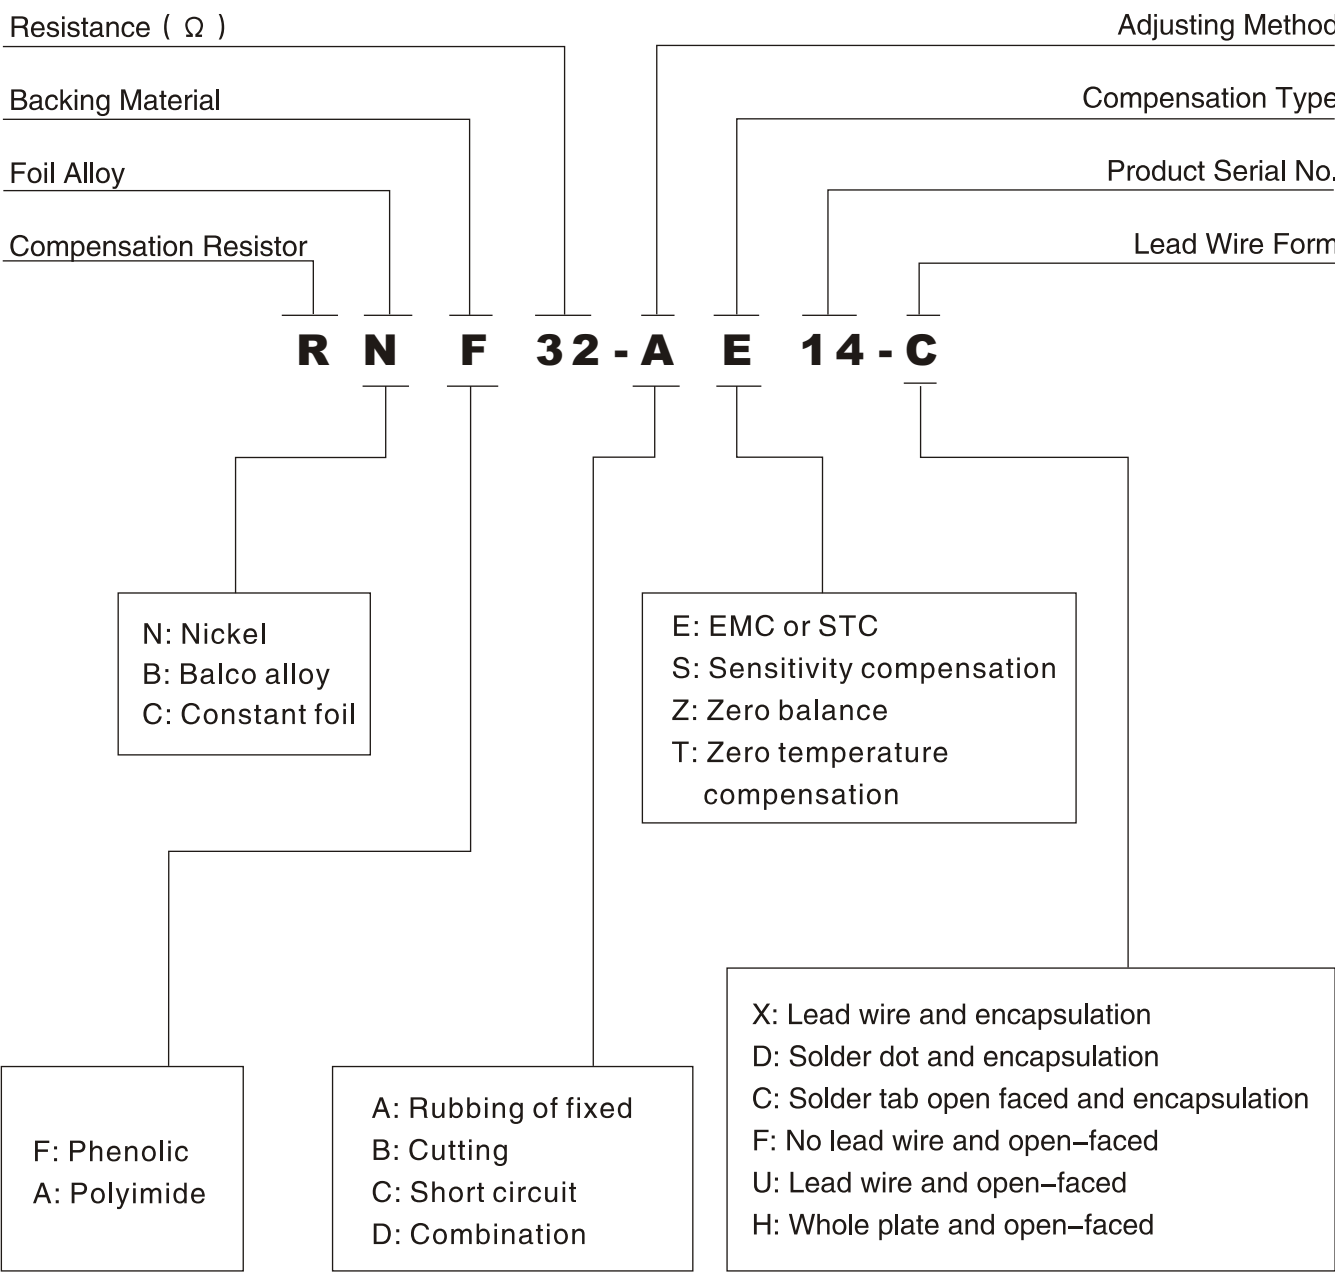 Resistance ( Ω )
Adjusting Method
Backing Material
Compensation Type
Foil Alloy
Product Serial No.
Compensation Resistor
Lead Wire Form
R N F 32-A E 14-C
N: Nickel
B: Balco alloy
C: Constant foil
E: EMC or STC
S: Sensitivity compensation
Z: Zero balance
T: Zero temperature
compensation
F: Phenolic
A: Polyimide
A: Rubbing of fixed
B: Cutting
C: Short circuit
D: Combination
X: Lead wire and encapsulation
D: Solder dot and encapsulation
C: Solder tab open faced and encapsulation
F: No lead wire and open–faced
U: Lead wire and open–faced
H: Whole plate and open–faced